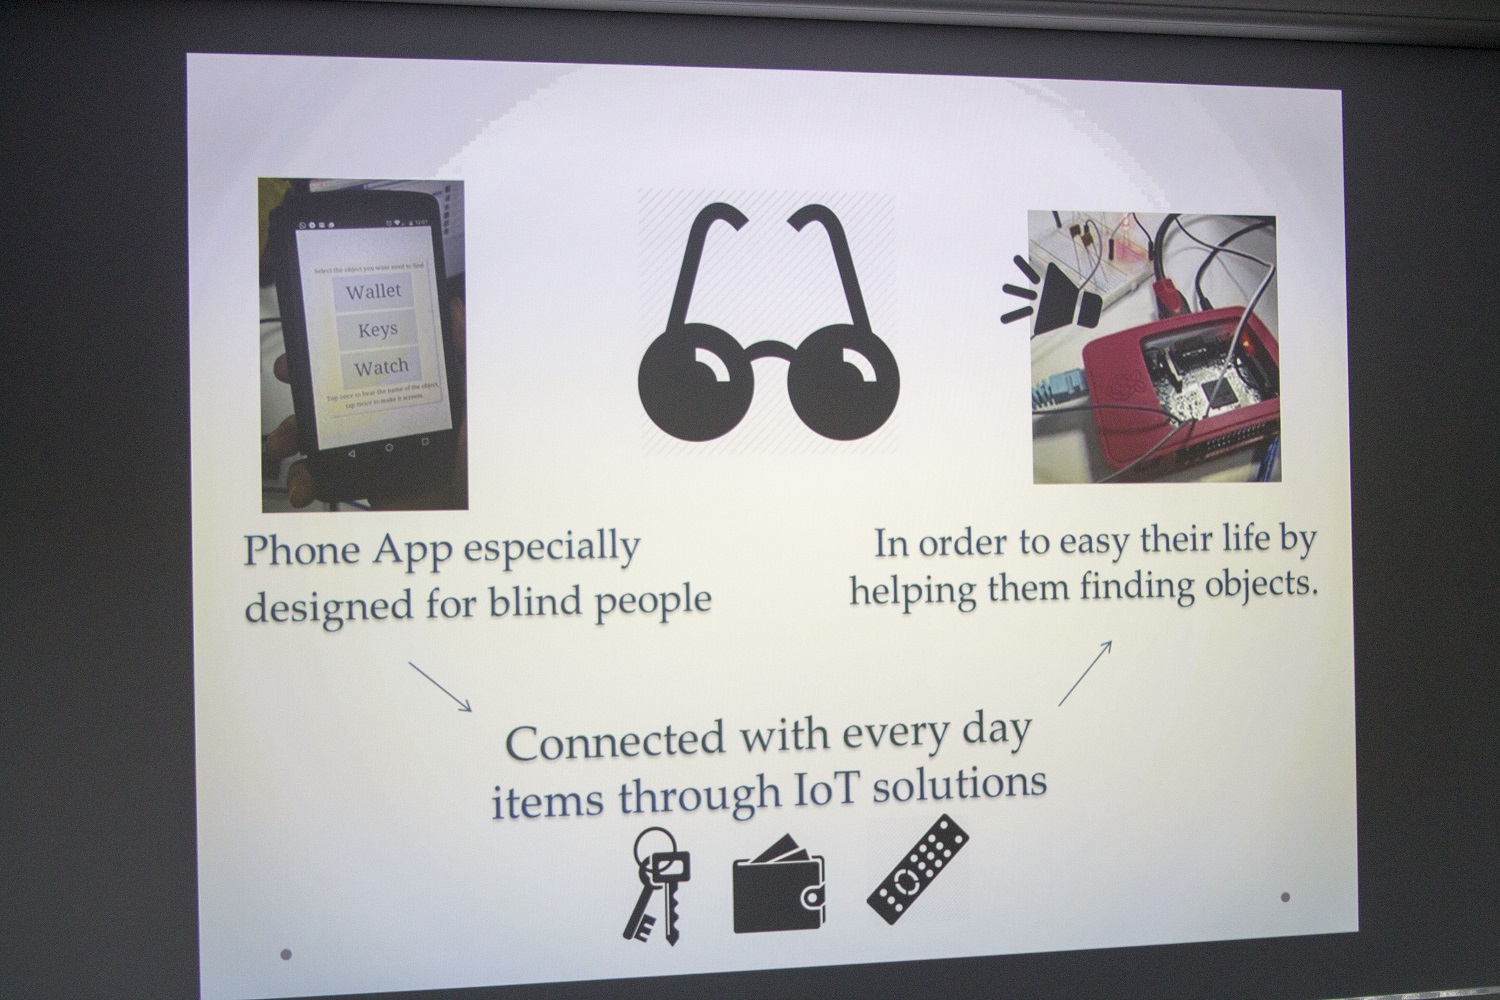 Select the object you want need to find
Wallet
Keys
Watch
Tap once to hear the name of the object,
tap twice to make it scream.
Phone App especially
designed for blind people
In order to easy their life by
helping them finding objects.
Connected with every day
items through IoT solutions